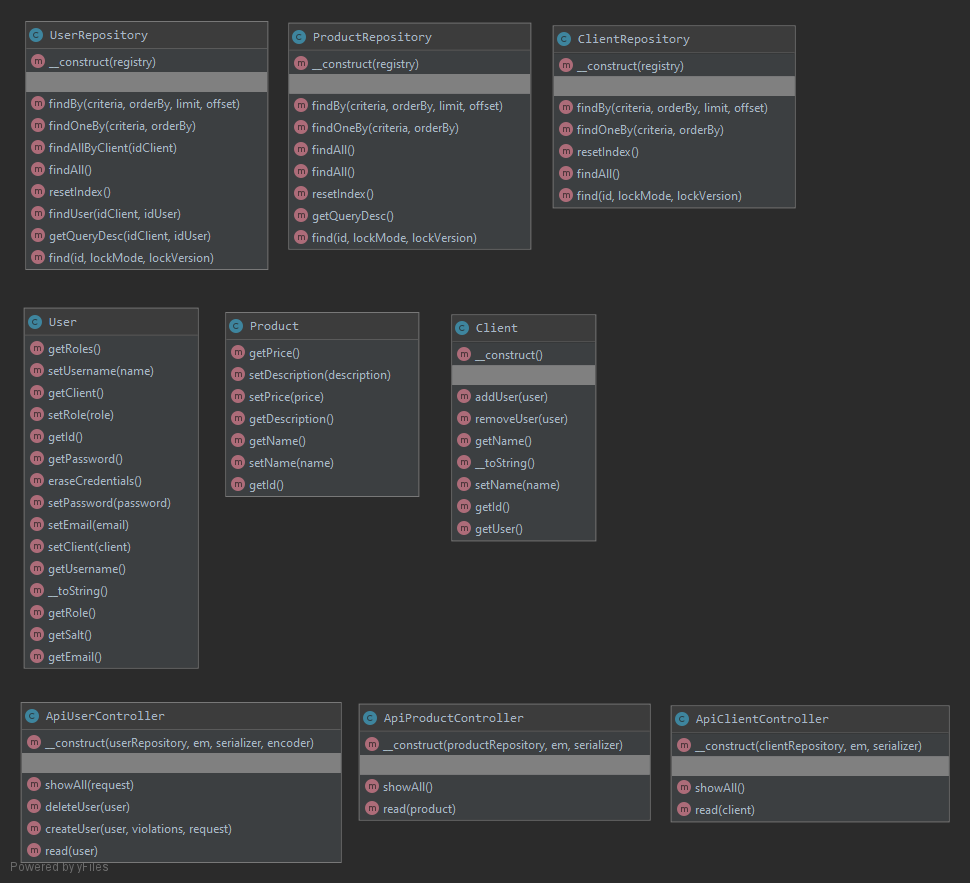 UserRepository
__construct(registry)
findBy(criteria, orderBy, limit, offset)
findOneBy(criteria, orderBy)
findAllByClient(idClient)
findAll()
resetIndex()
findUser(idClient, idUser)
getQueryDesc(idClient, idUser)
find(id, lockMode, lockVersion)
ProductRepository
__construct(registry)
findBy(criteria, orderBy, limit, offset)
findOneBy(criteria, orderBy)
findAll()
findAll()
resetIndex()
getQueryDesc()
find(id, lockMode, lockVersion)
ClientRepository
__construct(registry)
findBy(criteria, orderBy, limit, offset)
findOneBy(criteria, orderBy)
resetIndex()
findAll()
find(id, lockMode, lockVersion)
User
getRoles()
setUsername(name)
getClient()
setRole(role)
getId()
getPassword()
eraseCredentials()
setPassword(password)
setEmail(email)
setClient(client)
getUsername()
__toString()
getRole()
getSalt()
getEmail()
Product
getPrice()
setDescription(description)
setPrice(price)
getDescription()
getName()
setName(name)
getId()
Client
__construct()
addUser(user)
removeUser(user)
getName()
__toString()
setName(name)
getId()
getUser()
ApiUserController
__construct(userRepository, em, serializer, encoder)
showAll(request)
deleteUser(user)
createUser(user, violations, request)
read(user)
ApiProductController
__construct(productRepository, em, serializer)
showAll()
read(product)
ApiClientController
__construct(clientRepository, em, serializer)
showAll()
read(client)
Powered by yFiles